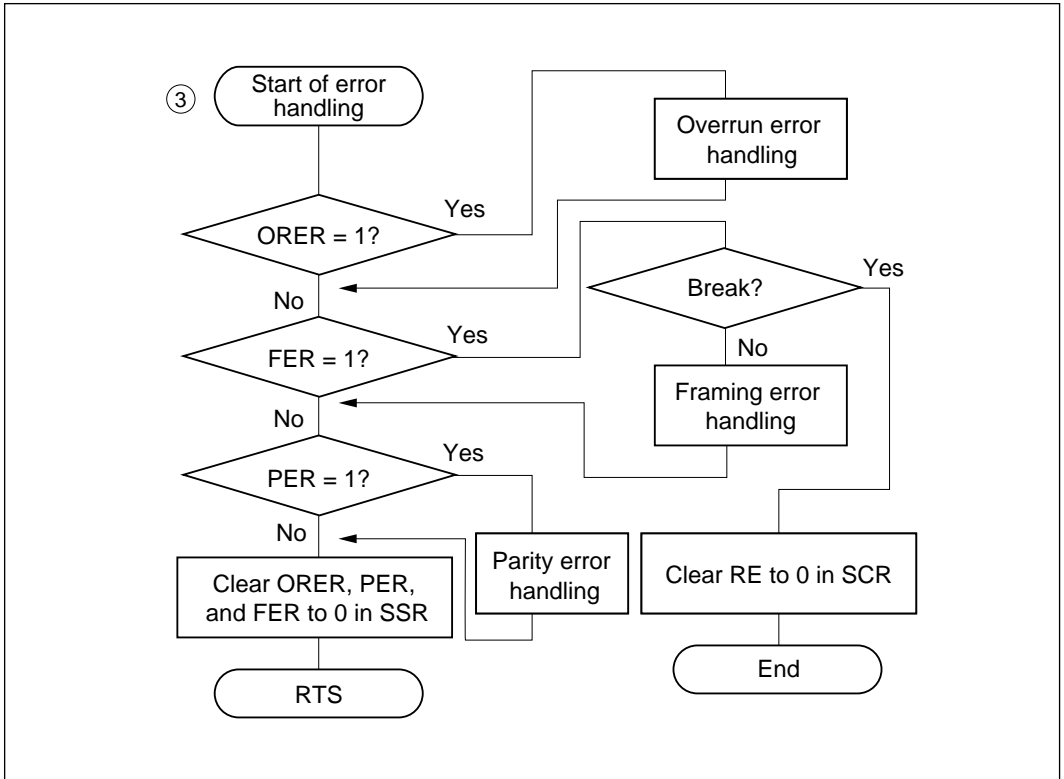 3
Start of error
handling
Overrun error
handling
Yes
ORER = 1?
No
Yes
Break?
Yes
FER = 1?
No
No
Framing error
handling
Yes
PER = 1?
No
Parity error
handling
Clear ORER, PER,
and FER to 0 in SSR
Clear RE to 0 in SCR
RTS
End